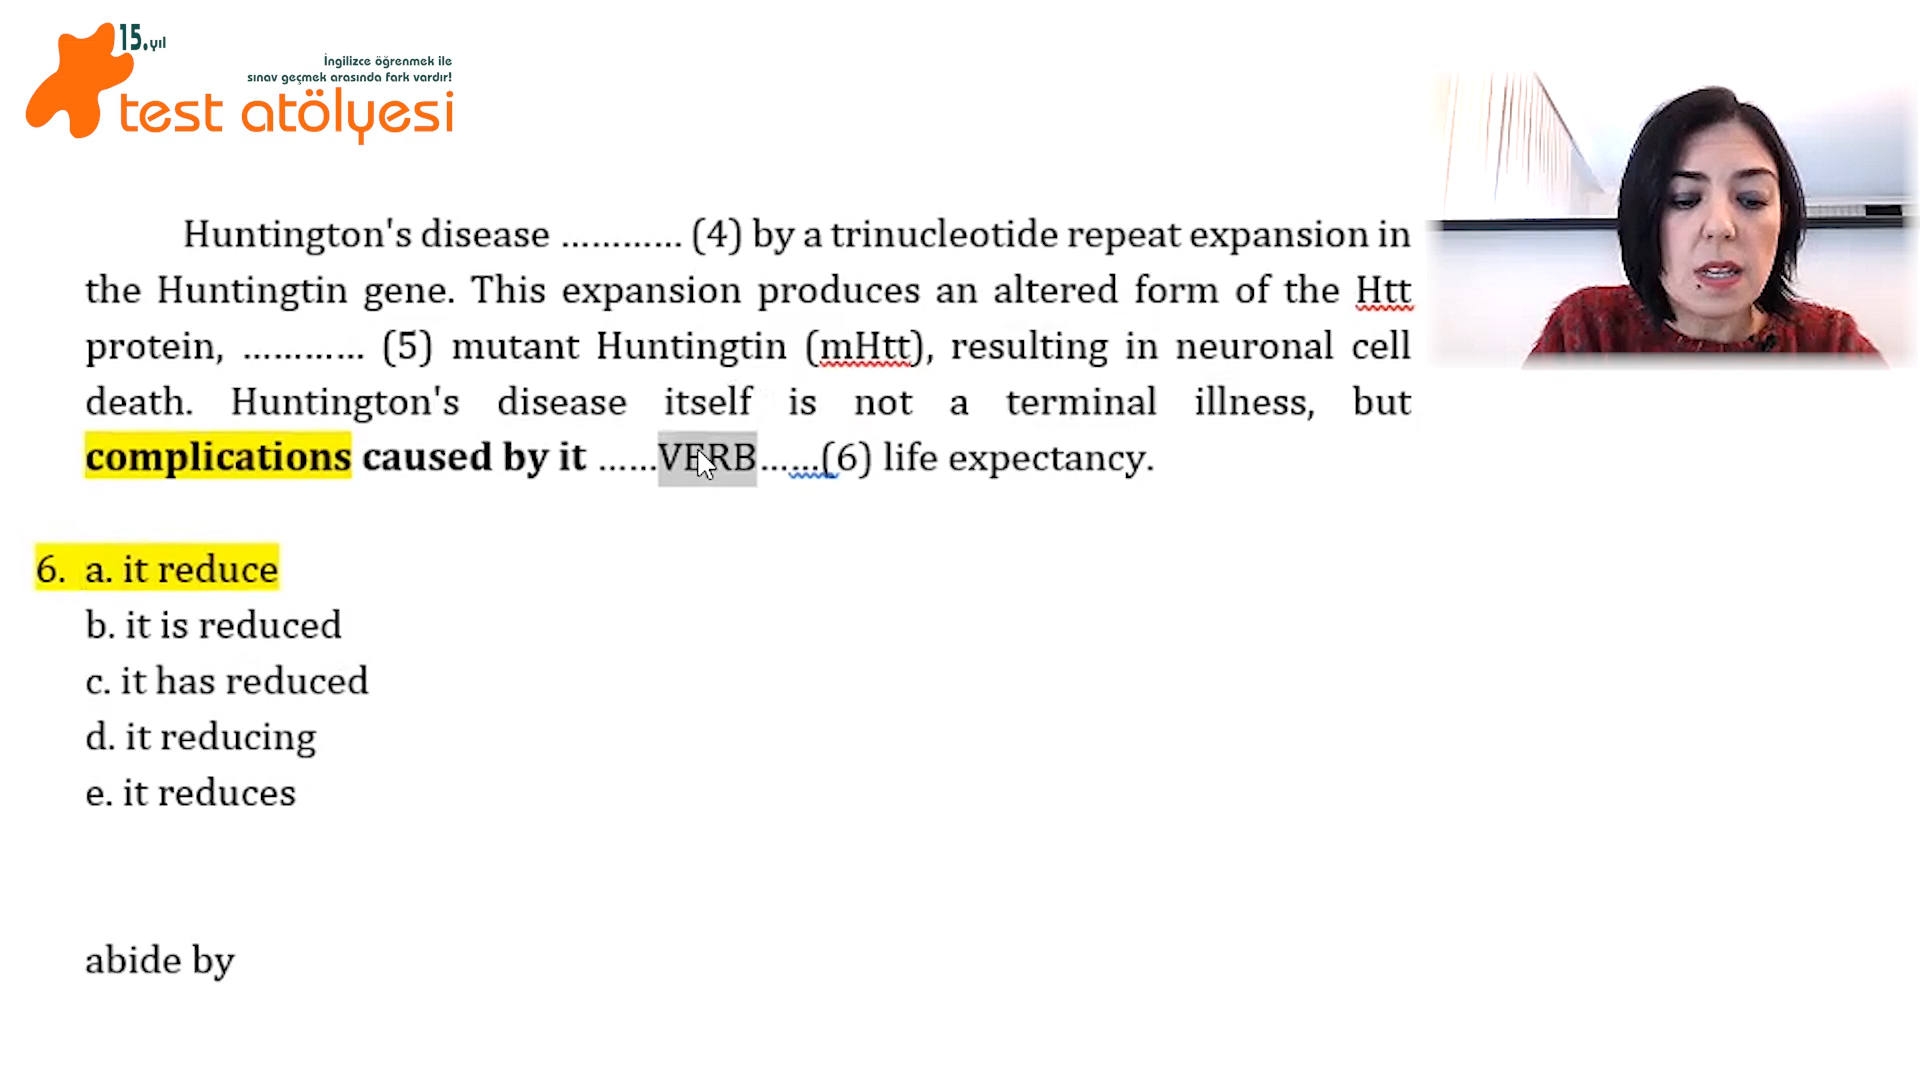 15.yıl
İngilizce öğrenmek ile
sınav geçmek arasında fark vardır!
test atölyesi
Huntington's disease ............ (4) by a trinucleotide repeat expansion in
the Huntingtin gene. This expansion produces an altered form of the Htt
protein, ............ (5) mutant Huntingtin (mHtt), resulting in neuronal cell
death. Huntington's disease itself is not a terminal illness, but
complications caused by it ......VERB......(6) life expectancy.
6. a. it reduce
b. it is reduced
c. it has reduced
d. it reducing
e. it reduces
abide by